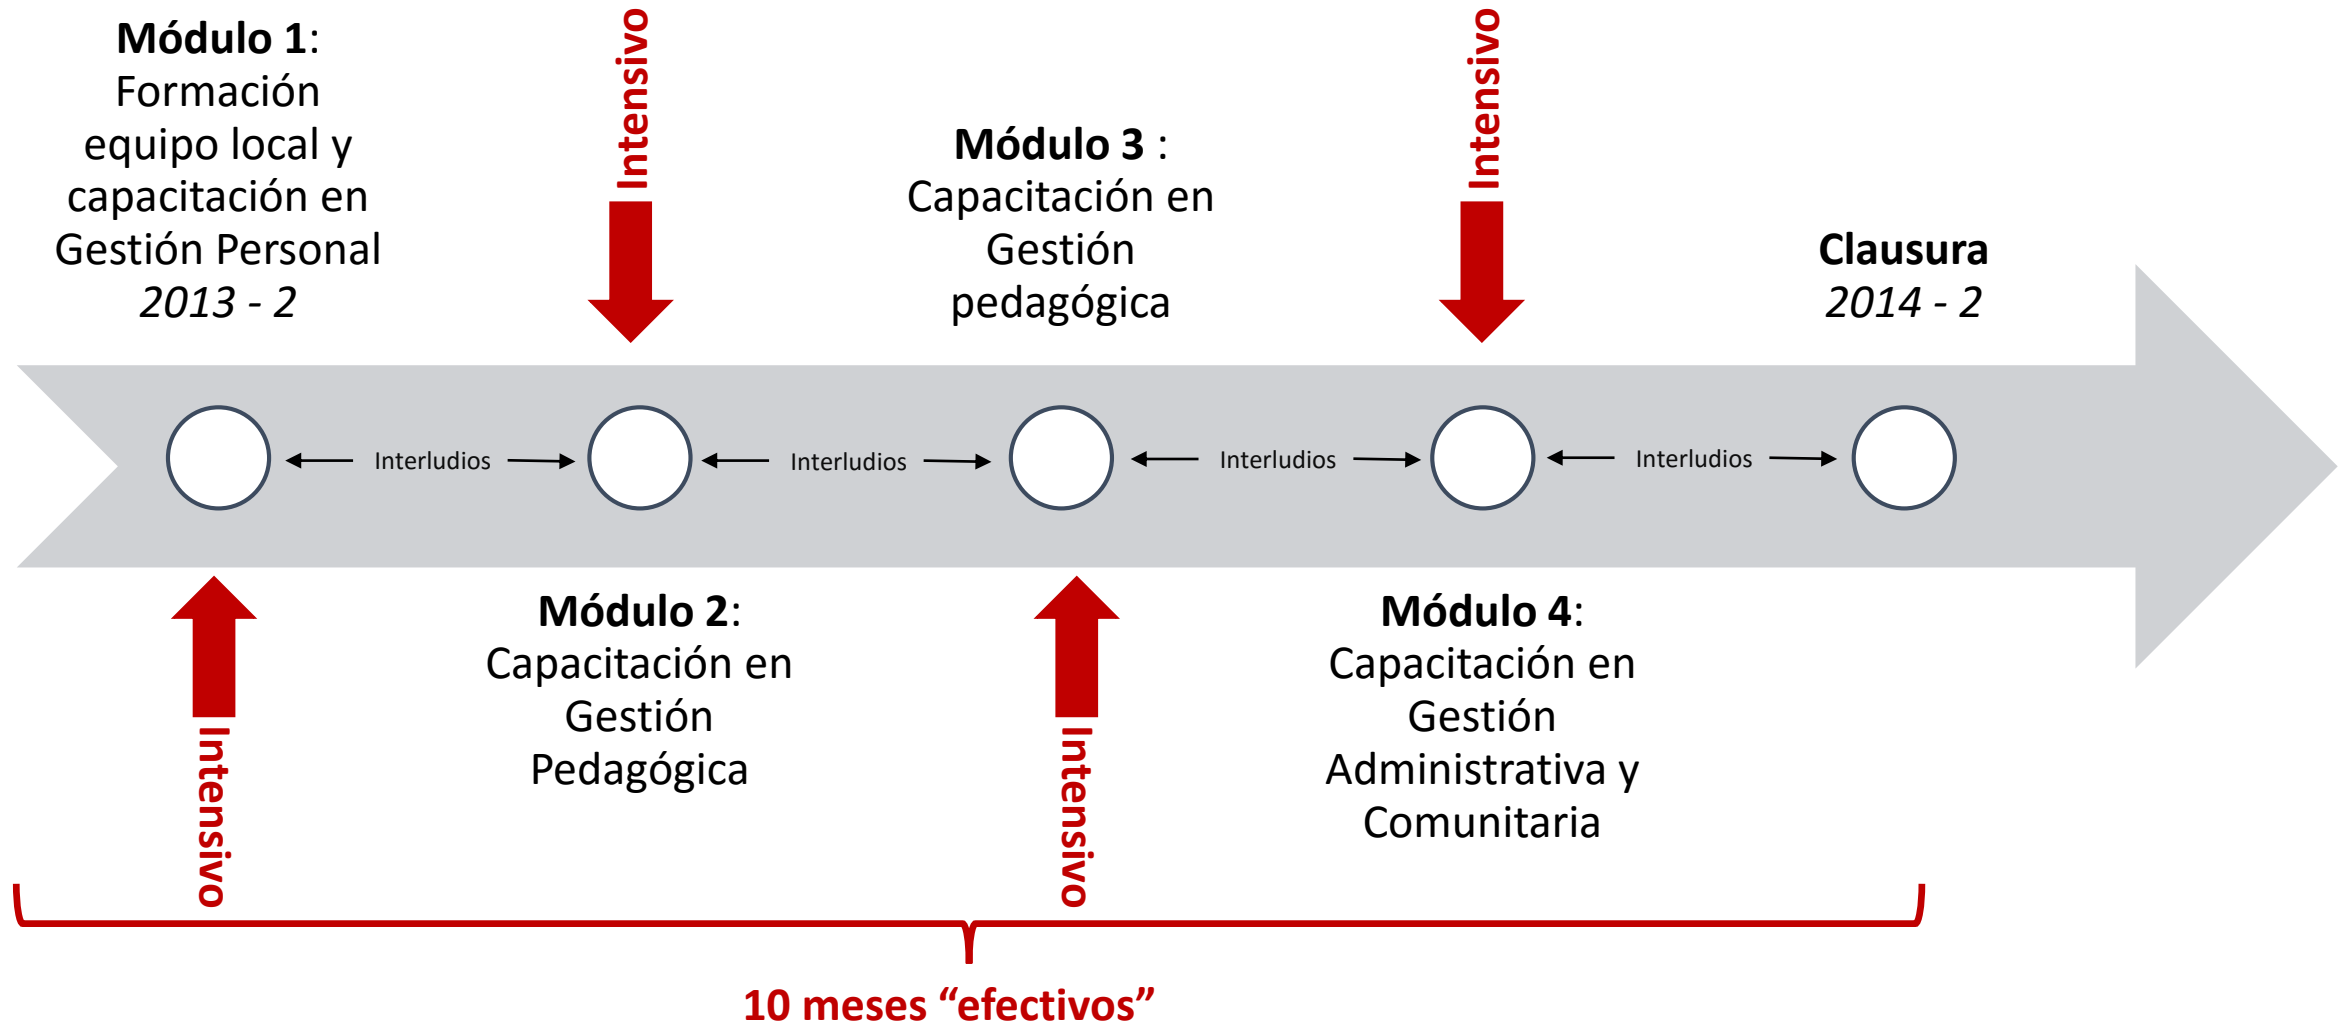 Módulo 1:
Formación
equipo local y
capacitación en
Gestión Personal
2013 - 2
Intensivo
Módulo 3 :
Capacitación en
Gestión
pedagógica
Intensivo
Clausura
2014 - 2
Interludios
Interludios
Interludios
Interludios
Intensivo
Módulo 2:
Capacitación en
Gestión
Pedagógica
Intensivo
Módulo 4:
Capacitación en
Gestión
Administrativa y
Comunitaria
10 meses “efectivos”